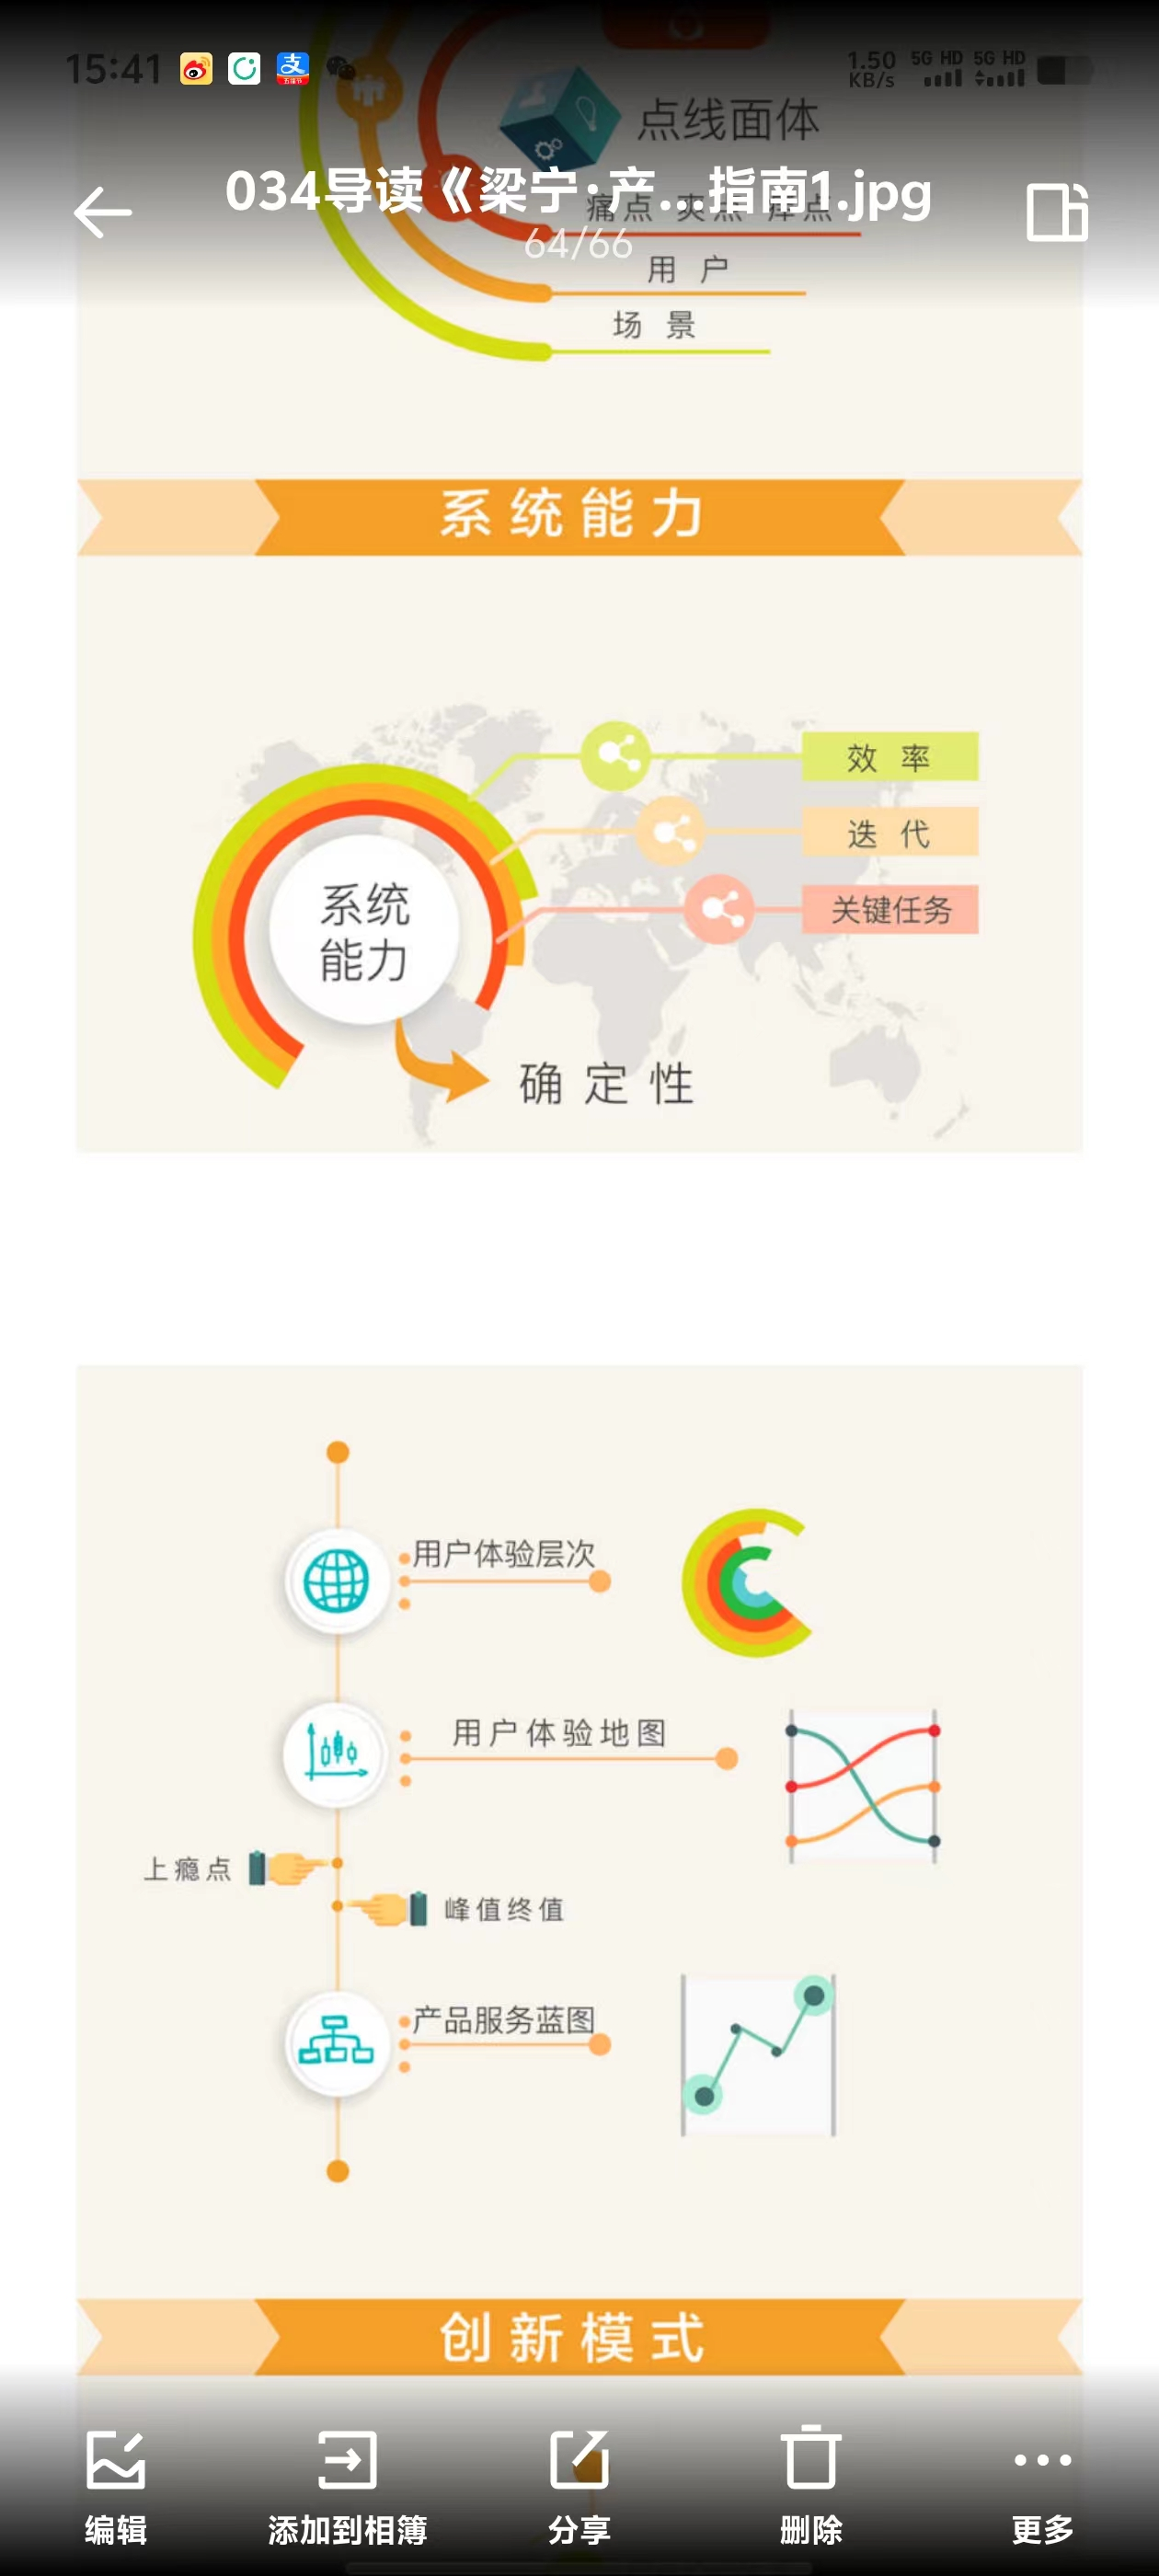 15:41
1.50 KB/s 5G HD 5G HD
点线面体
034导读《梁宁·产...指南1.jpg
痛点 爽点 痒点
64/66
用户
场景
系统能力
效率
迭代
关键任务
系统
能力
确定性
用户体验层次
用户体验地图
上瘾点
峰值终值
产品服务蓝图
创新模式
编辑
添加到相簿
分享
删除
更多